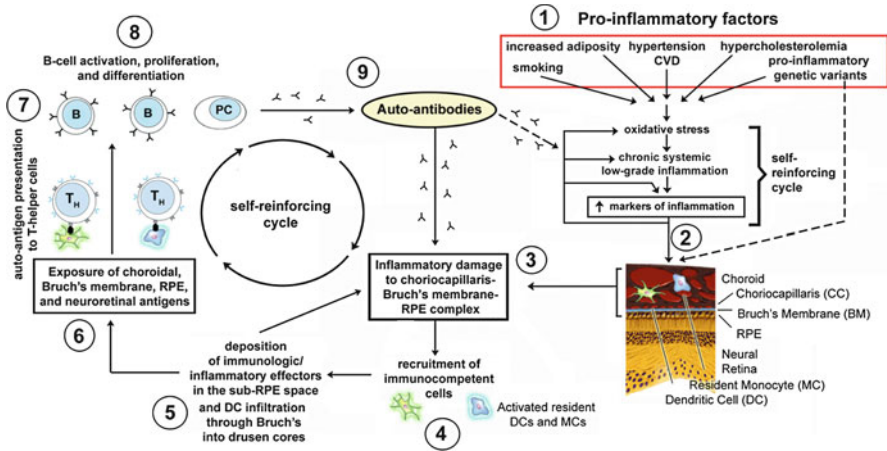 1
Pro-inflammatory factors
increased adiposity
hypertension
CVD
hypercholesterolemia
smoking
pro-inflammatory
genetic variants
oxidative stress
chronic systemic
low-grade inflammation
↑ markers of inflammation
self-
reinforcing
cycle
2
Choroid
Choriocapillaris (CC)
Bruch's Membrane (BM)
RPE
Neural
Retina
Resident Monocyte (MC)
Dendritic Cell (DC)
3
Inflammatory damage
to choriocapillaris-
Bruch's membrane-
RPE complex
recruitment of
immunocompetent
cells
4
Activated resident
DCs and MCs
deposition
of immunologic/
inflammatory effectors
in the sub-RPE space
5
and DC infiltration
through Bruch's
into drusen cores
6
Exposure of choroidal,
Bruch's membrane, RPE,
and neuroretinal antigens
7
auto-antigen presentation
to T-helper cells
TH
TH
8
B-cell activation, proliferation,
and differentiation
B
B
PC
9
Auto-antibodies
self-reinforcing
cycle